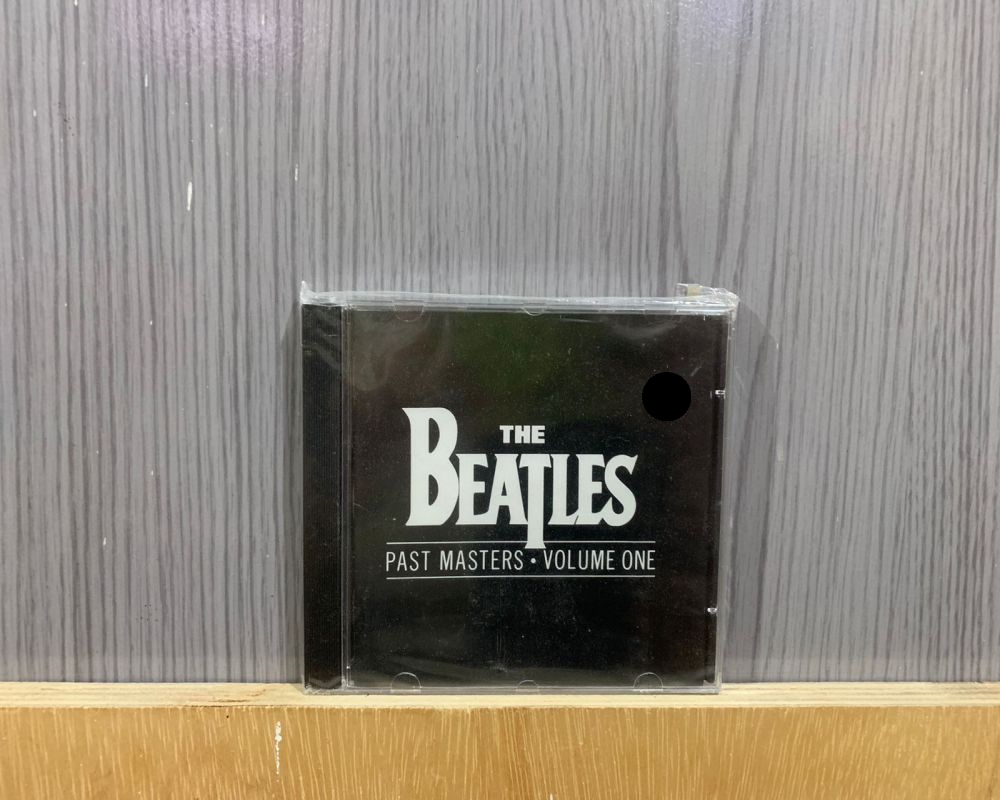 THE
BEATLES
PAST MASTERS • VOLUME ONE